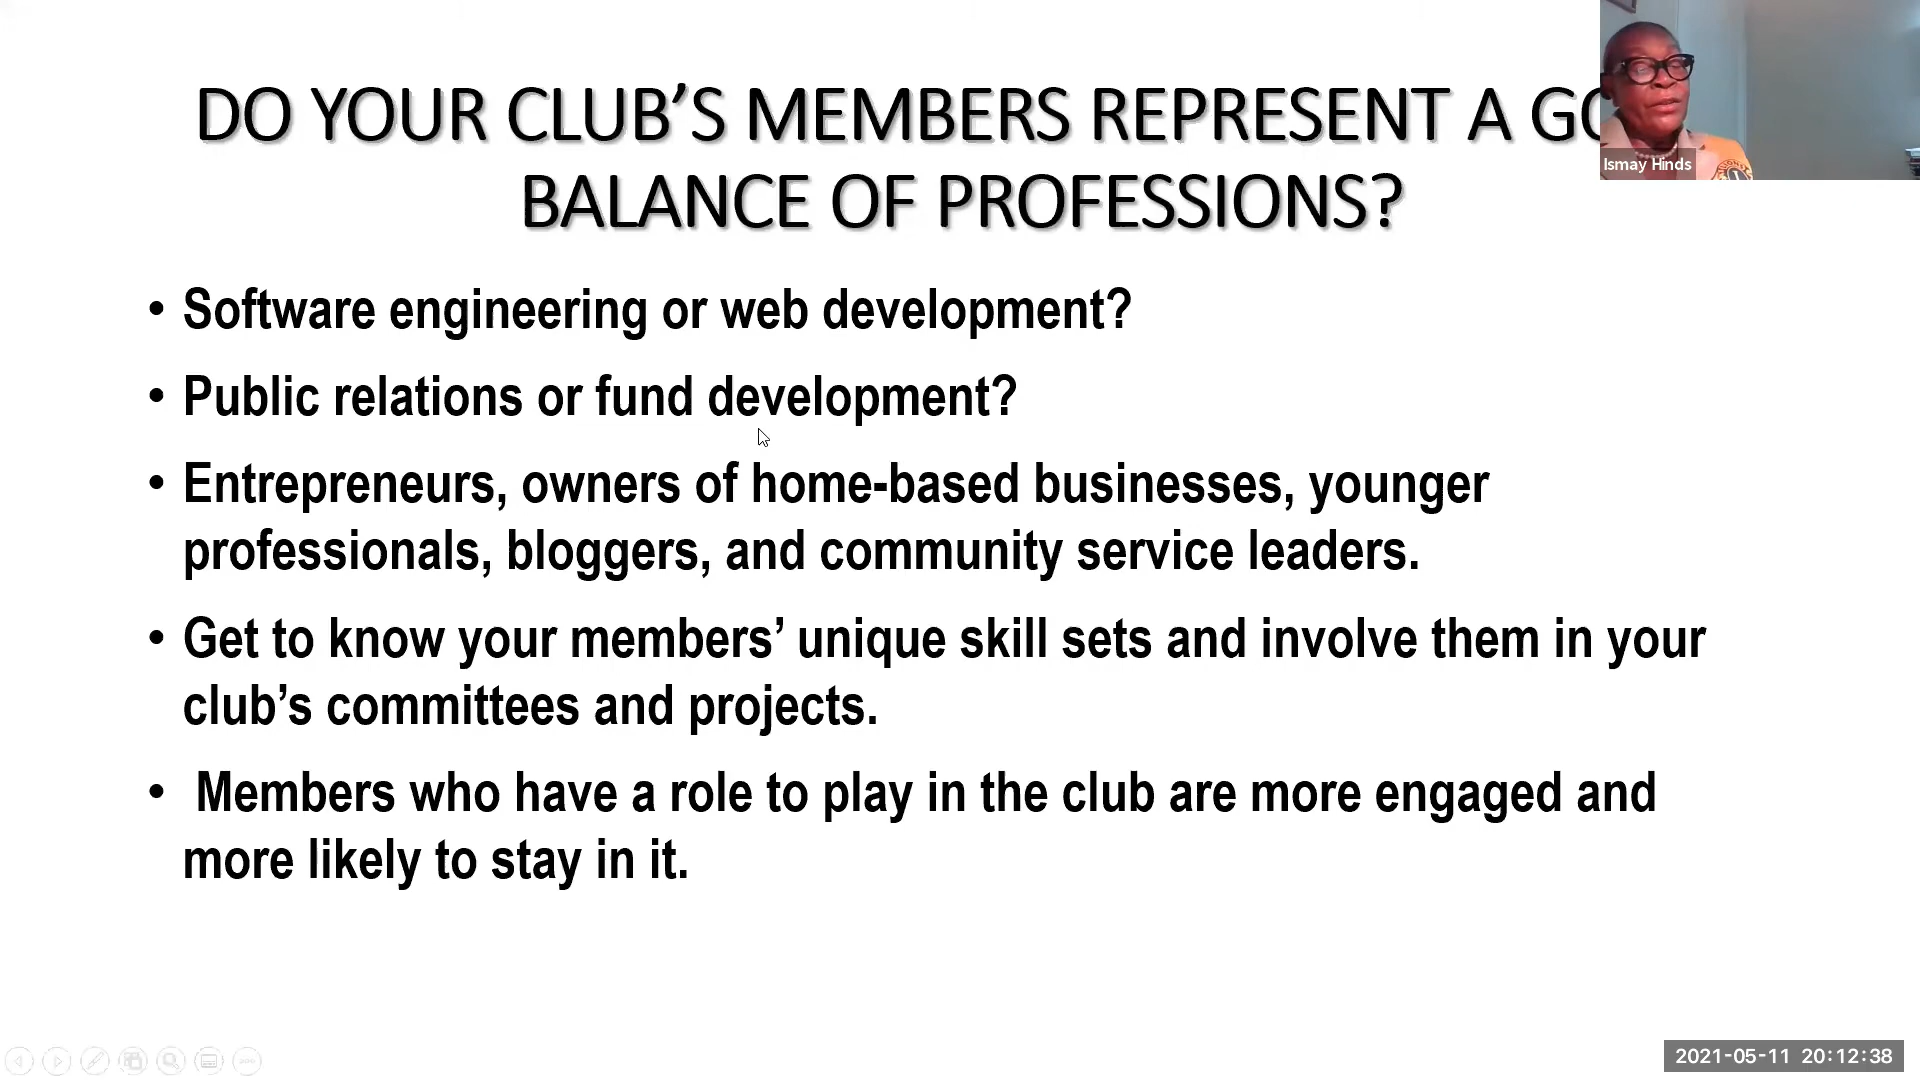 DO YOUR CLUB’S MEMBERS REPRESENT A
BALANCE OF PROFESSIONS?
Ismay Hinds
• Software engineering or web development?
• Public relations or fund development?
• Entrepreneurs, owners of home-based businesses, younger
professionals, bloggers, and community service leaders.
• Get to know your members’ unique skill sets and involve them in your
club’s committees and projects.
• Members who have a role to play in the club are more engaged and
more likely to stay in it.
2021-05-11 20:12:38